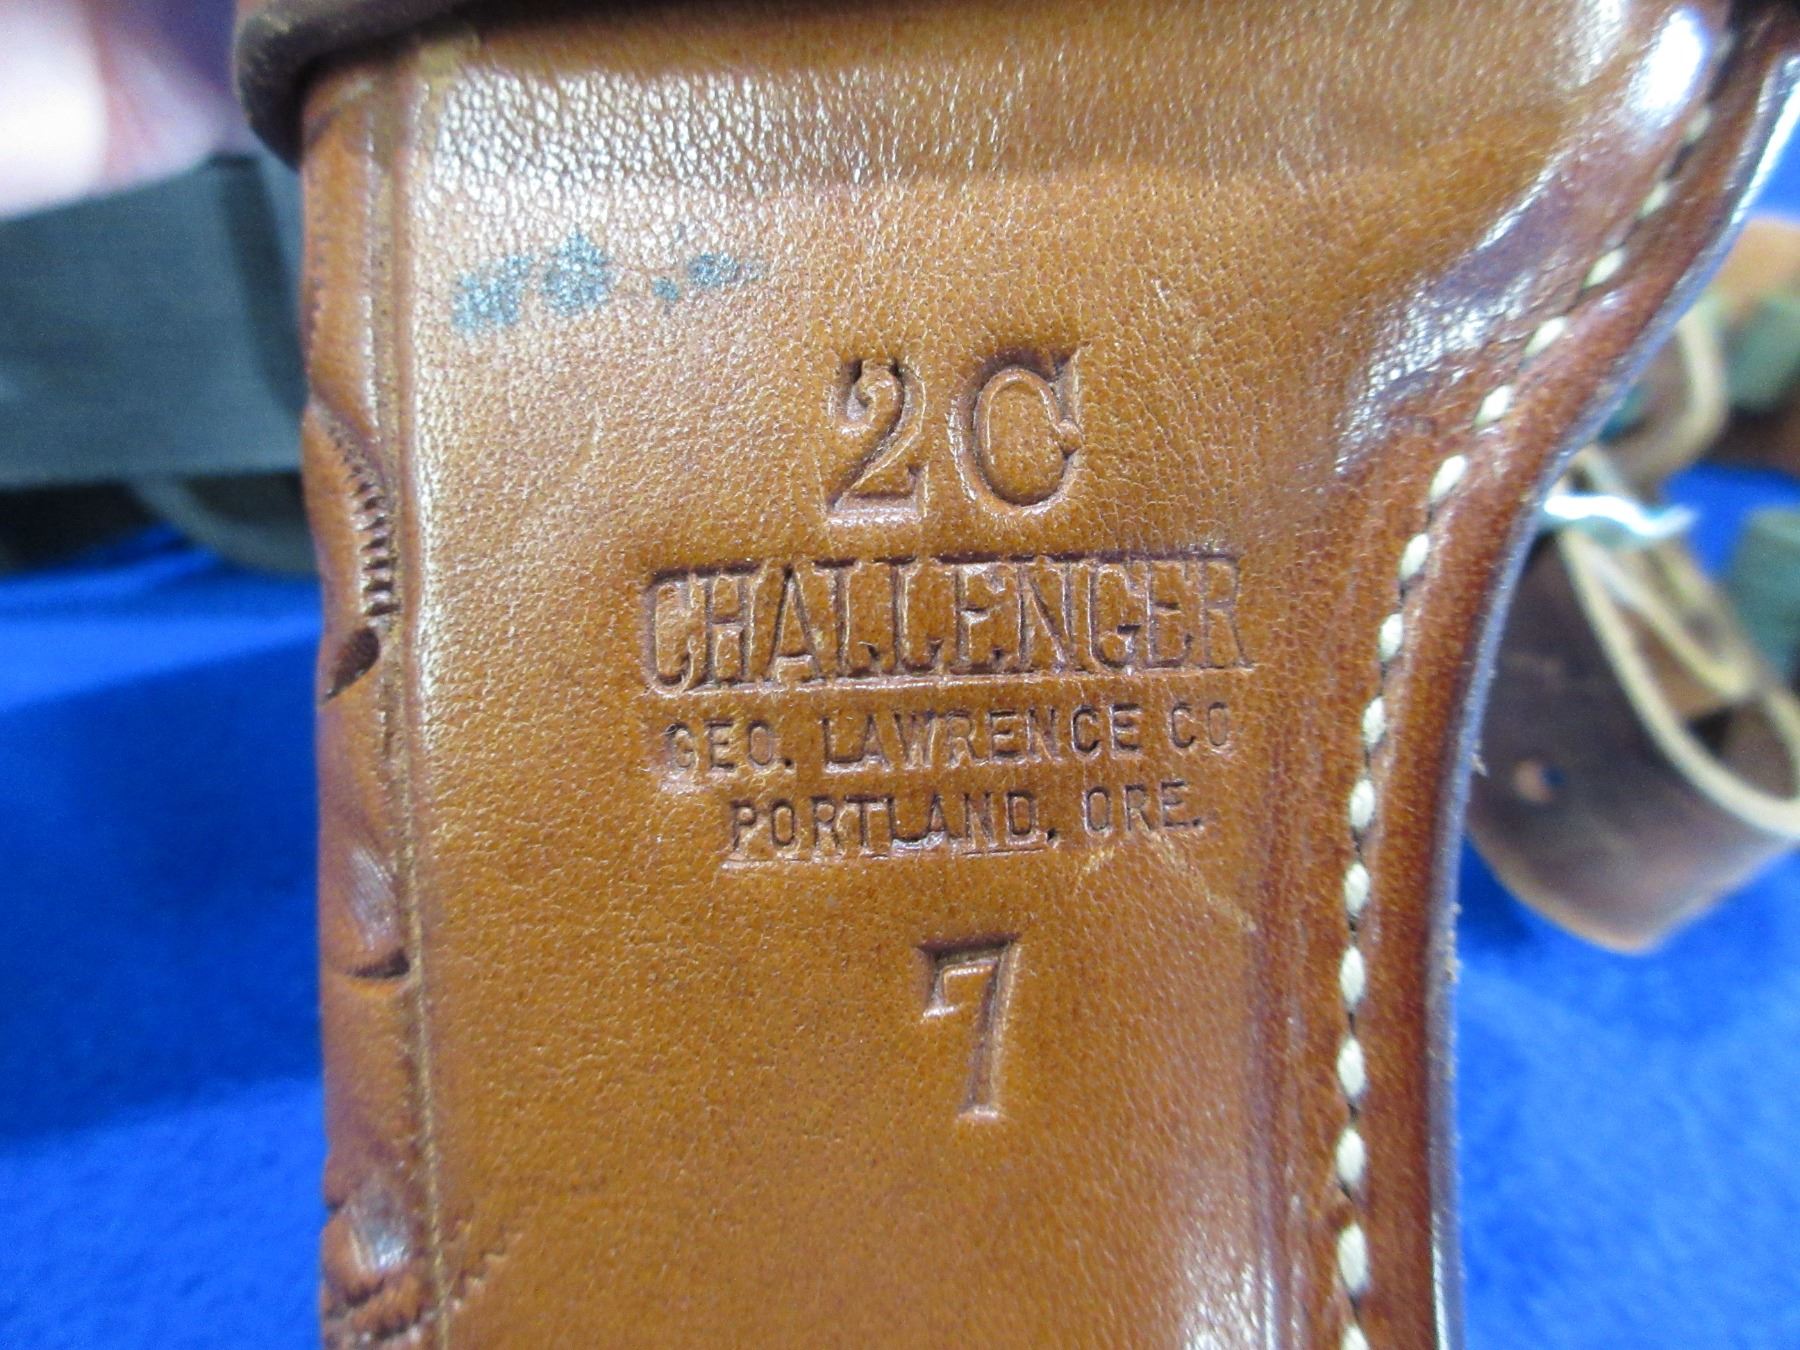 2C
CHALLENGER
GEO. LAWRENCE CO
PORTLAND, ORE.
7